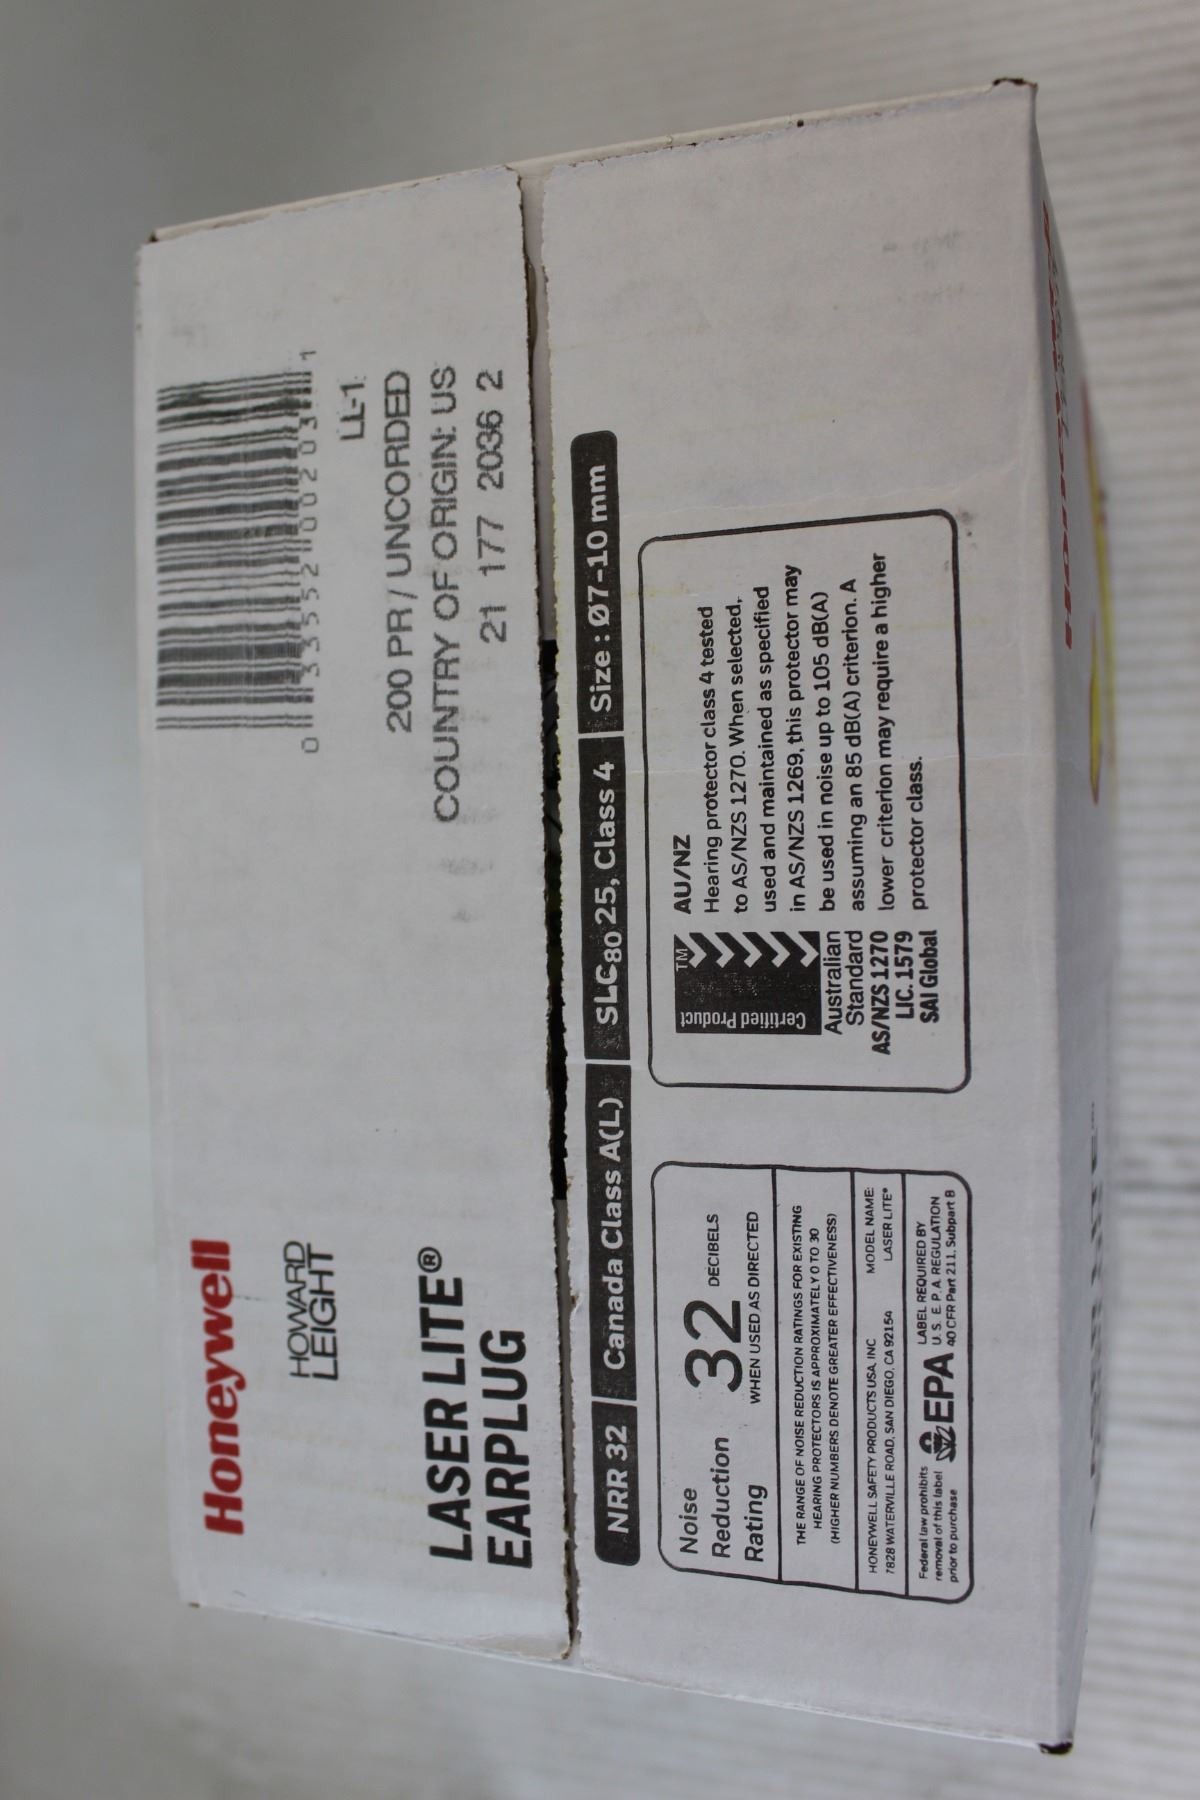 Honeywell
HOWARD
LEIGHT
LASER LITE®
EARPLUG
0 33552 00203 1
LL-1
200 PR / UNCORDED
COUNTRY OF ORIGIN: US
21 177 2036 2
NRR 32
Canada Class A(L)
SLC80 25, Class 4
Size : Ø7-10 mm
Noise
Reduction
Rating
32 DECIBELS
WHEN USED AS DIRECTED
THE RANGE OF NOISE REDUCTION RATINGS FOR EXISTING
HEARING PROTECTORS IS APPROXIMATELY 0 TO 30
(HIGHER NUMBERS DENOTE GREATER EFFECTIVENESS)
HONEYWELL SAFETY PRODUCTS USA, INC
7828 WATERVILLE ROAD, SAN DIEGO, CA 92154
MODEL NAME:
LASER LITE®
Federal law prohibits
removal of this label
prior to purchase
EPA
LABEL REQUIRED BY
U. S. E. P. A. REGULATION
40 CFR Part 211, Subpart B
TM
Certified Product
Australian
Standard
AS/NZS 1270
LIC. 1579
SAI Global
AU/NZ
Hearing protector class 4 tested
to AS/NZS 1270. When selected,
used and maintained as specified
in AS/NZS 1269, this protector may
be used in noise up to 105 dB(A)
assuming an 85 dB(A) criterion. A
lower criterion may require a higher
protector class.
Honeywell